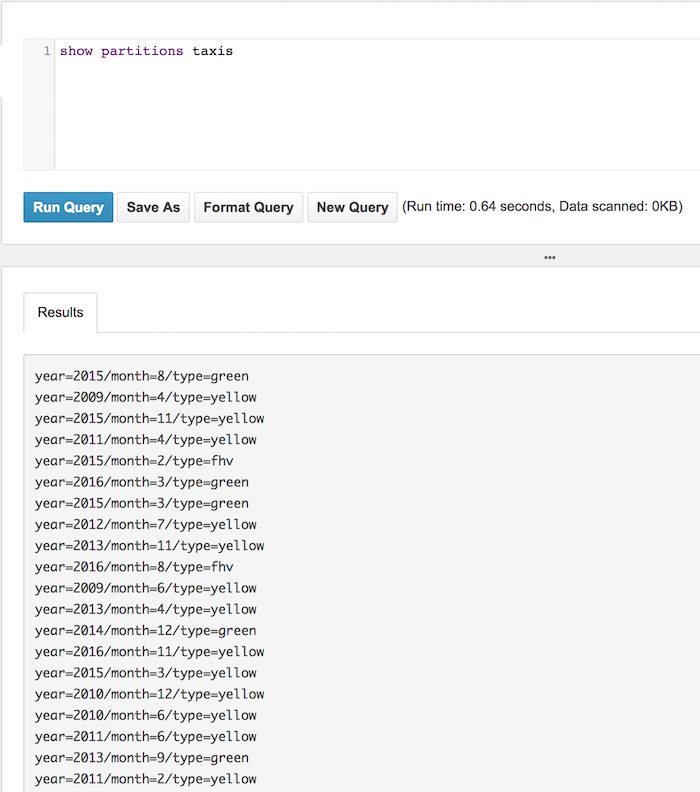 1 show partitions taxis
Run Query Save As Format Query New Query (Run time: 0.64 seconds, Data scanned: 0KB)
Results
year=2015/month=8/type=green
year=2009/month=4/type=yellow
year=2015/month=11/type=yellow
year=2011/month=4/type=yellow
year=2015/month=2/type=fhv
year=2016/month=3/type=green
year=2015/month=3/type=green
year=2012/month=7/type=yellow
year=2013/month=11/type=yellow
year=2016/month=8/type=fhv
year=2009/month=6/type=yellow
year=2013/month=4/type=yellow
year=2014/month=12/type=green
year=2016/month=11/type=yellow
year=2015/month=3/type=yellow
year=2010/month=12/type=yellow
year=2010/month=6/type=yellow
year=2011/month=6/type=yellow
year=2013/month=9/type=green
year=2011/month=2/type=yellow